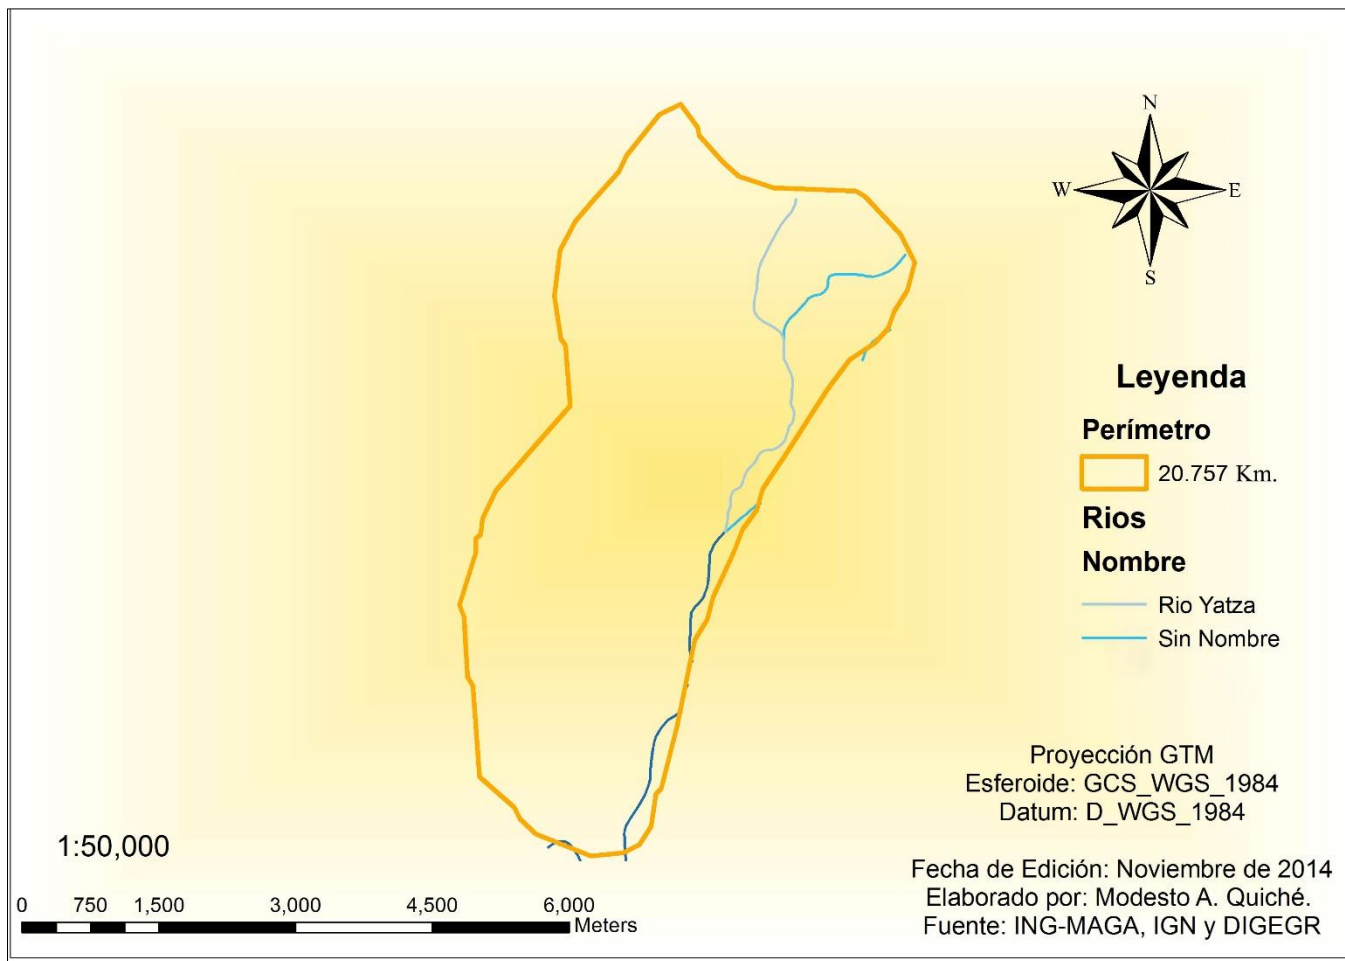 N
W E
S
Leyenda
Perímetro
20.757 Km.
Rios
Nombre
Rio Yatza
Sin Nombre
Proyección GTM
Esferoide: GCS_WGS_1984
Datum: D_WGS_1984
1:50,000
Fecha de Edición: Noviembre de 2014
Elaborado por: Modesto A. Quiché.
Fuente: ING-MAGA, IGN y DIGEGR
0 750 1,500 3,000 4,500 6,000
Meters